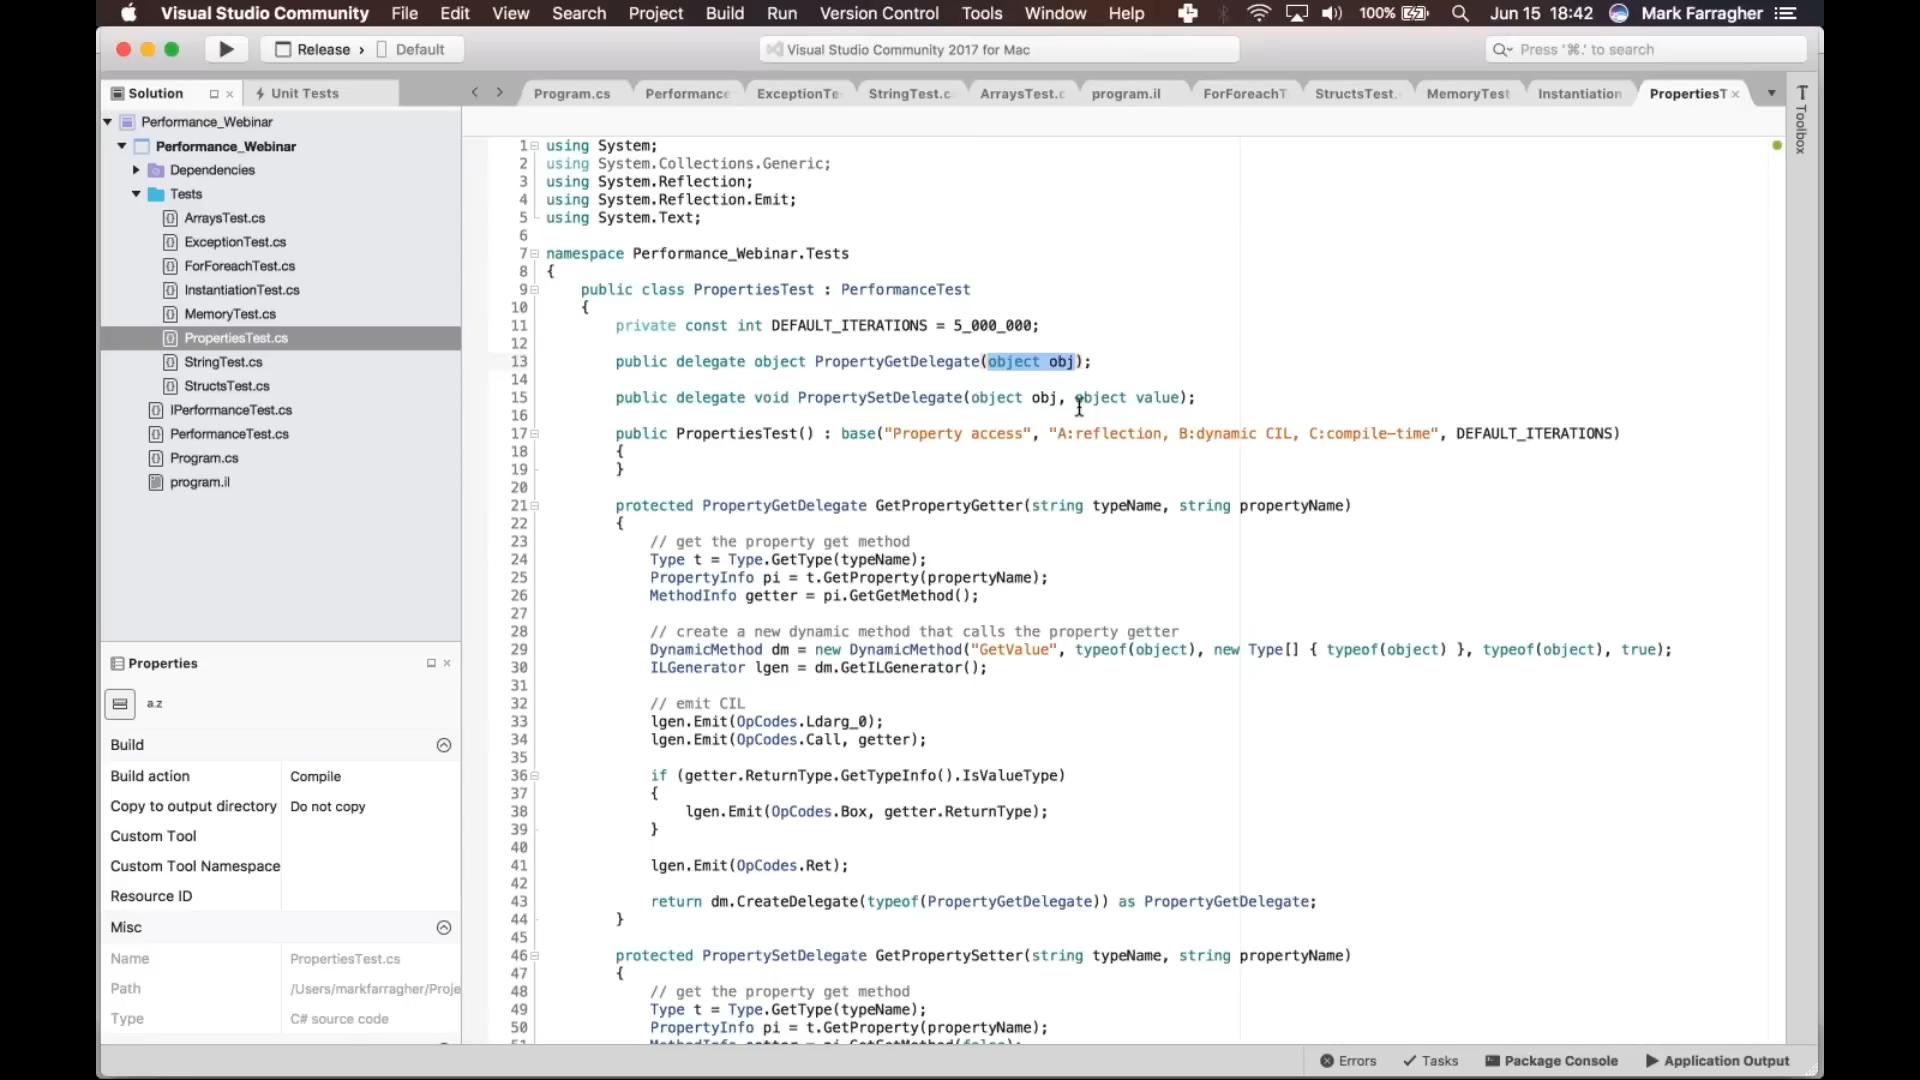 Visual Studio Community File Edit View Search Project Build Run Version Control Tools Window Help 100% Jun 15 18:42 Mark Farragher
Release › Default
Visual Studio Community 2017 for Mac
Press '⌘.' to search
Solution
Unit Tests
Program.cs Performance ExceptionTe StringTest.c ArraysTest.c program.il ForForeachT StructsTest. MemoryTest Instantiation PropertiesT
Toolbox
Performance_Webinar
Performance_Webinar
Dependencies
Tests
ArraysTest.cs
ExceptionTest.cs
ForForeachTest.cs
InstantiationTest.cs
MemoryTest.cs
PropertiesTest.cs
StringTest.cs
StructsTest.cs
IPerformanceTest.cs
PerformanceTest.cs
Program.cs
program.il
Properties
a.z
Build
Build action Compile
Copy to output directory Do not copy
Custom Tool
Custom Tool Namespace
Resource ID
Misc
Name PropertiesTest.cs
Path /Users/markfarragher/Proje
Type C# source code
1 using System;
2 using System.Collections.Generic;
3 using System.Reflection;
4 using System.Reflection.Emit;
5 using System.Text;
6
7 namespace Performance_Webinar.Tests
8 {
9 public class PropertiesTest : PerformanceTest
10 {
11 private const int DEFAULT_ITERATIONS = 5_000_000;
12
13 public delegate object PropertyGetDelegate(object obj);
14
15 public delegate void PropertySetDelegate(object obj, object value);
16
17 public PropertiesTest() : base("Property access", "A:reflection, B:dynamic CIL, C:compile-time", DEFAULT_ITERATIONS)
18 {
19 }
20
21 protected PropertyGetDelegate GetPropertyGetter(string typeName, string propertyName)
22 {
23 // get the property get method
24 Type t = Type.GetType(typeName);
25 PropertyInfo pi = t.GetProperty(propertyName);
26 MethodInfo getter = pi.GetGetMethod();
27
28 // create a new dynamic method that calls the property getter
29 DynamicMethod dm = new DynamicMethod("GetValue", typeof(object), new Type[] { typeof(object) }, typeof(object), true);
30 ILGenerator lgen = dm.GetILGenerator();
31
32 // emit CIL
33 lgen.Emit(OpCodes.Ldarg_0);
34 lgen.Emit(OpCodes.Call, getter);
35
36 if (getter.ReturnType.GetTypeInfo().IsValueType)
37 {
38 lgen.Emit(OpCodes.Box, getter.ReturnType);
39 }
40
41 lgen.Emit(OpCodes.Ret);
42
43 return dm.CreateDelegate(typeof(PropertyGetDelegate)) as PropertyGetDelegate;
44 }
45
46 protected PropertySetDelegate GetPropertySetter(string typeName, string propertyName)
47 {
48 // get the property get method
49 Type t = Type.GetType(typeName);
50 PropertyInfo pi = t.GetProperty(propertyName);
Errors Tasks Package Console Application Output